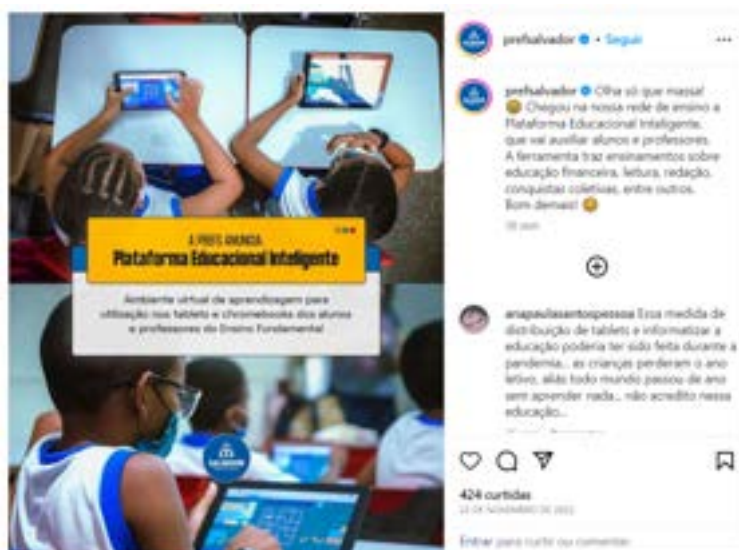 A PREFS ANUNCIA
Plataforma Educacional Inteligente
Ambiente virtual de aprendizagem para
utilização nos tablets e chromebooks dos alunos
e professores do Ensino Fundamental
prefsalvador • Seguir
prefsalvador Olha só que massa!
Chegou na nossa rede de ensino a
Plataforma Educacional Inteligente,
que vai auxiliar alunos e professores.
A ferramenta traz ensinamentos sobre
educação financeira, leitura, redação,
conquistas coletivas, entre outros.
Bom demais!
anapaulasantospessoa Essa medida de
distribuição de tablets e informatizar a
educação poderia ter sido feita durante a
pandemia... as crianças perderam o ano
letivo, aliás todo mundo passou de ano
sem aprender nada... não acredito nessa
educação...
424 curtidas
DE NOVEMBRO DE
Entrar para curtir ou comentar.